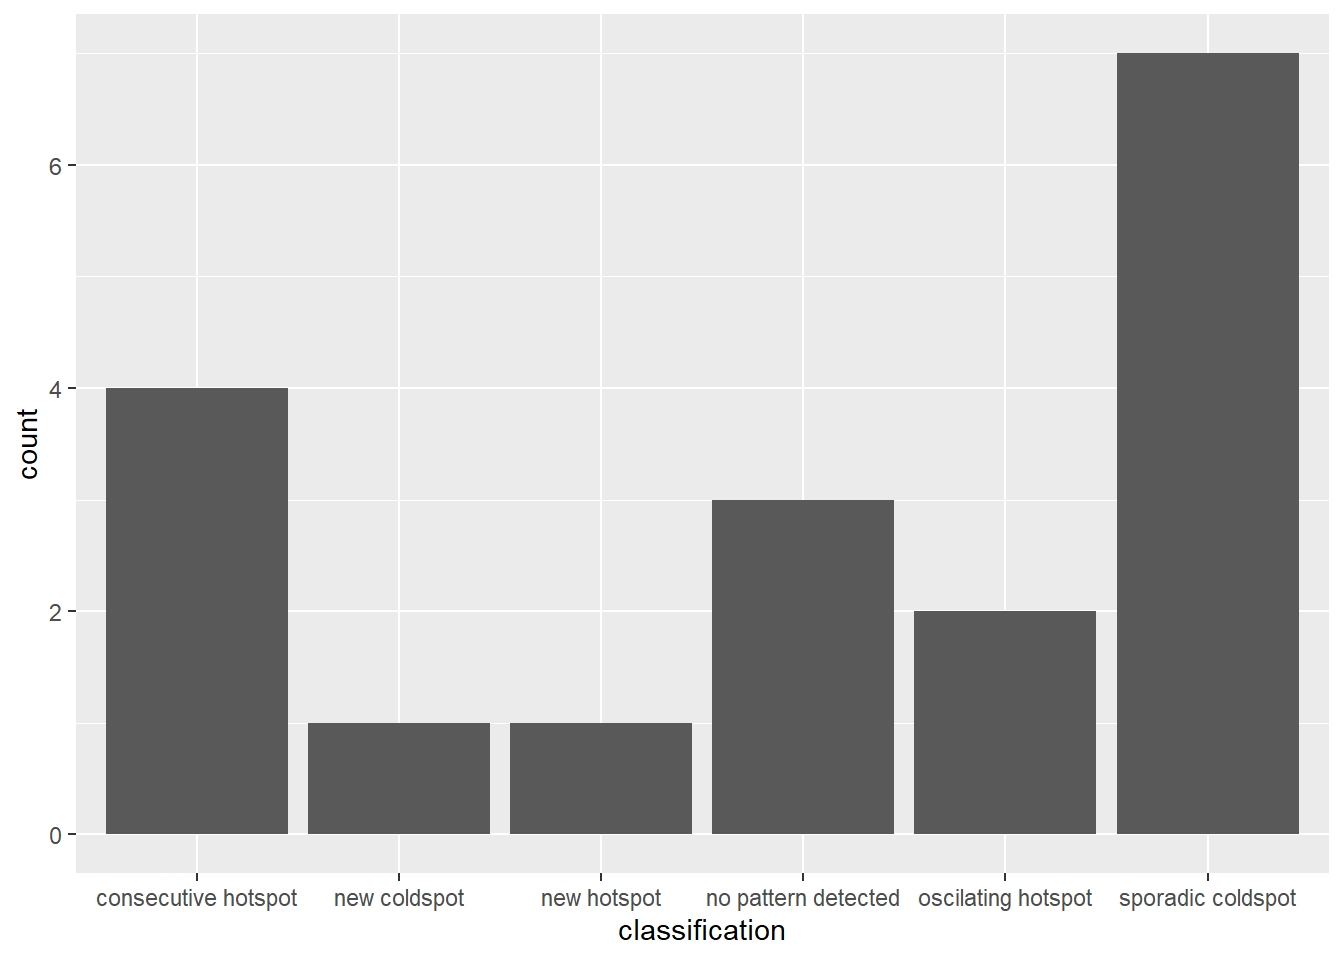 6
4
2
0
count
consecutive hotspot
new coldspot
new hotspot
no pattern detected
oscilating hotspot
sporadic coldspot
classification